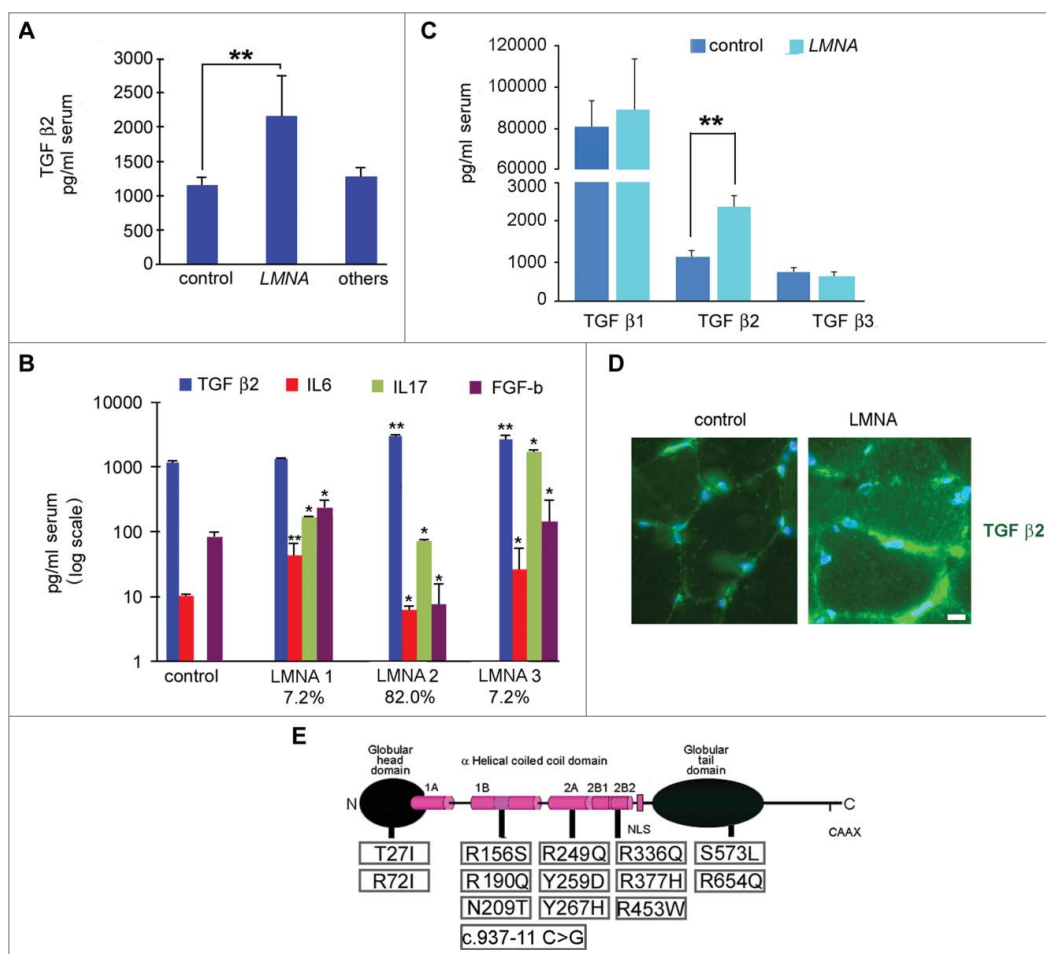 A
**
TGF β2
pg/ml serum
3000
2500
2000
1500
1000
500
0
control
LMNA
others
C
control
LMNA
pg/ml serum
120000
100000
80000
60000
3000
2000
1000
0
**
TGF β1
TGF β2
TGF β3
B
TGF β2
IL6
IL17
FGF-b
pg/ml serum
(log scale)
10000
1000
100
10
1
**
*
*
**
*
*
*
**
*
*
*
control
LMNA 1
7.2%
LMNA 2
82.0%
LMNA 3
7.2%
D
control
LMNA
TGF β2
E
Globular
head
domain
α Helical coiled coil domain
Globular
tail
domain
N
1A
1B
2A
2B1
2B2
NLS
C
CAAX
T27I
R156S
R249Q
R336Q
S573L
R72I
R190Q
Y259D
R377H
R654Q
N209T
Y267H
R453W
c.937-11 C>G